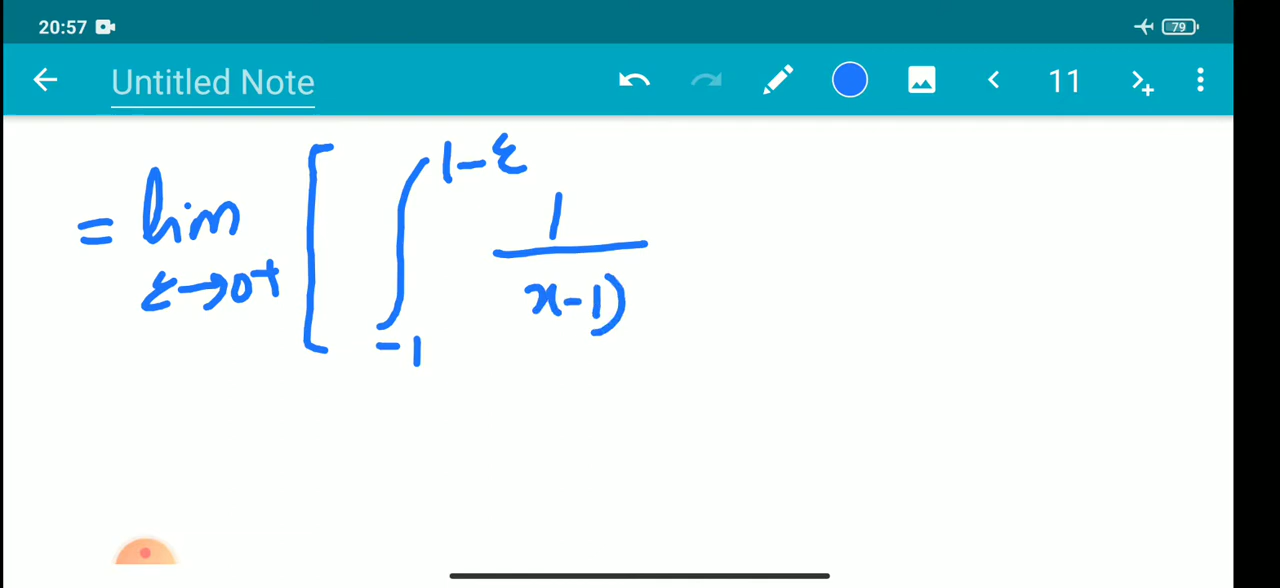 20:57 79
Untitled Note 11
= lim ε→0+ [ ∫_{-1}^{1-ε} 1/x-1)